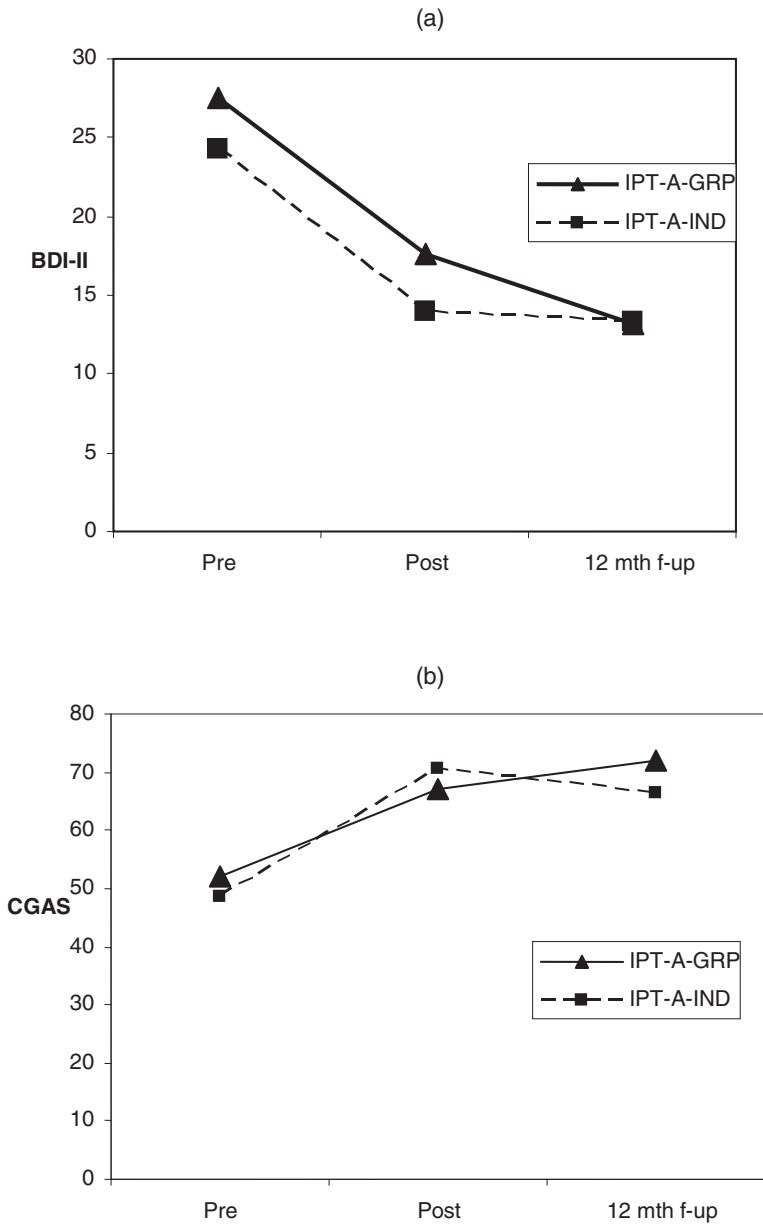 (a)
30
25
20
15
10
5
0
BDI-II
IPT-A-GRP
IPT-A-IND
Pre Post 12 mth f-up
(b)
80
70
60
50
40
30
20
10
0
CGAS
IPT-A-GRP
IPT-A-IND
Pre Post 12 mth f-up